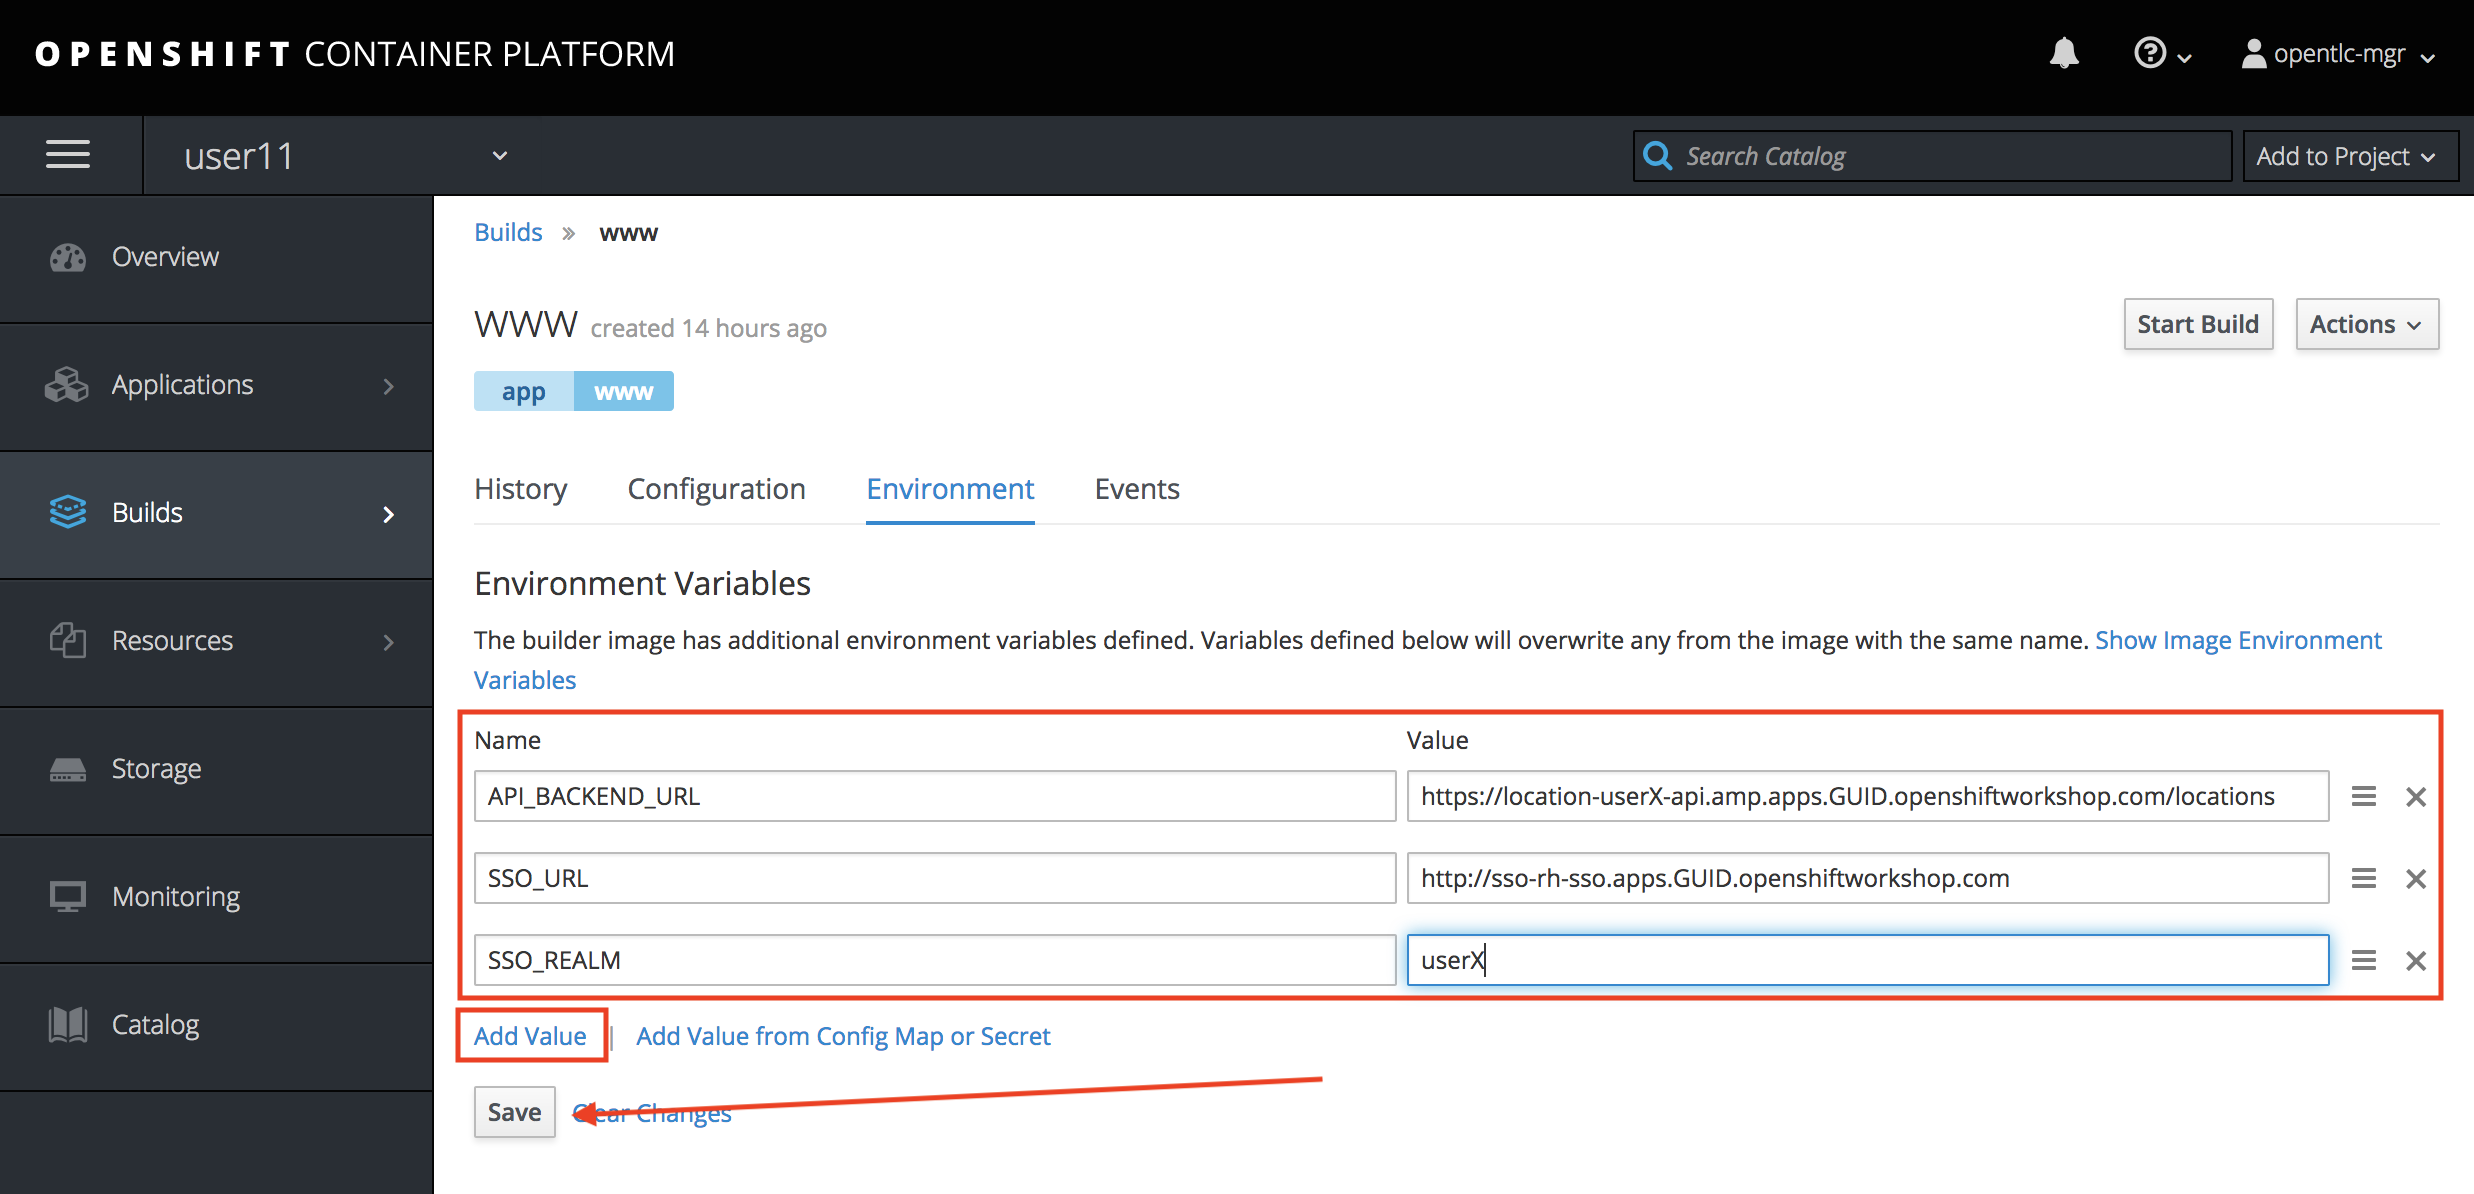 OPENSHIFT CONTAINER PLATFORM
opentlc-mgr
user11
Search Catalog
Add to Project
Overview
Applications
Builds
Resources
Storage
Monitoring
Catalog
Builds » www
www created 14 hours ago
Start Build
Actions
app www
History Configuration Environment Events
Environment Variables
The builder image has additional environment variables defined. Variables defined below will overwrite any from the image with the same name. Show Image Environment
Variables
Name Value
API_BACKEND_URL https://location-userX-api.amp.apps.GUID.openshiftworkshop.com/locations
SSO_URL http://sso-rh-sso.apps.GUID.openshiftworkshop.com
SSO_REALM userX
Add Value | Add Value from Config Map or Secret
Save Clear Changes